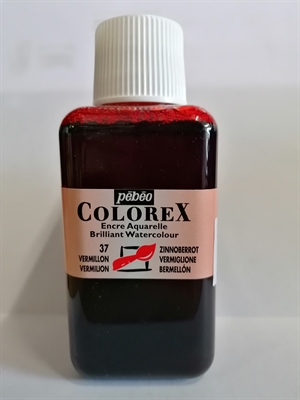 pébéo
COLOREX
Encre Aquarelle
Brilliant Watercolour
37
VERMILLON
VERMILION
ZINNOBERROT
VERMIGLIONE
BERMELLÓN